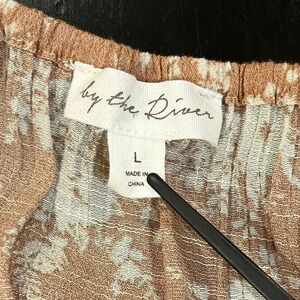 by the River
L
MADE IN
CHINA